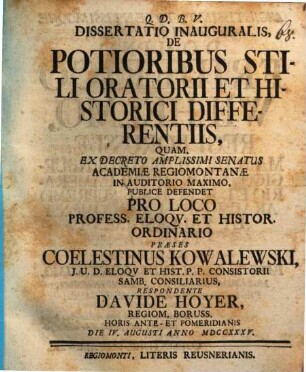 Q. D. B. V.
DISSERTATIO INAUGURALIS,
DE
POTIORIBUS STI-
LI ORATORII ET HI-
STORICI DIFFE-
RENTIIS,
QUAM,
EX DECRETO AMPLISSIMI SENATUS
ACADEMIÆ REGIOMONTANÆ
IN AUDITORIO MAXIMO,
PUBLICE DEFENDET
PRO LOCO
PROFESS. ELOQV. ET HISTOR.
ORDINARIO
PRÆSES
COELESTINUS KOWALEWSKI,
J. U. D. ELOQV ET HIST. P. P. CONSISTORII
SAMB. CONSILIARIUS,
RESPONDENTE
DAVIDE HOYER,
REGIOM. BORUSS.
HORIS ANTE- ET POMERIDIANIS
DIE IV. AUGUSTI ANNO MDCCXXXV.
REGIOMONTI, LITERIS REUSNERIANIS.